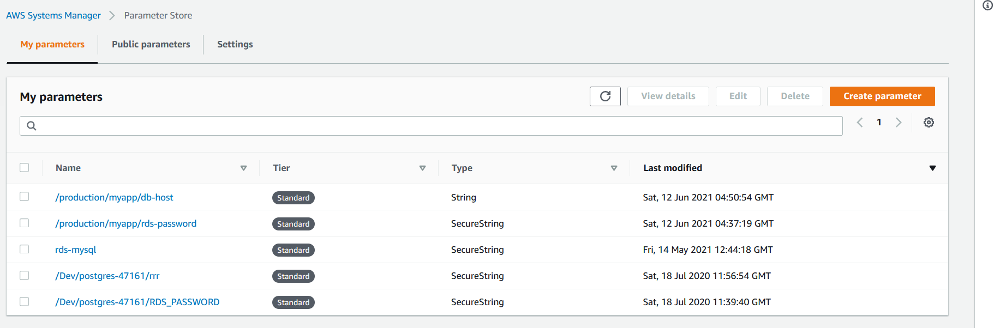 AWS Systems Manager Parameter Store
My parameters Public parameters Settings
My parameters View details Edit Delete Create parameter
1
Name Tier Type Last modified
/production/myapp/db-host Standard String Sat, 12 Jun 2021 04:50:54 GMT
/production/myapp/rds-password Standard SecureString Sat, 12 Jun 2021 04:37:19 GMT
rds-mysql Standard SecureString Fri, 14 May 2021 12:44:18 GMT
/Dev/postgres-47161/rrr Standard SecureString Sat, 18 Jul 2020 11:56:54 GMT
/Dev/postgres-47161/RDS_PASSWORD Standard SecureString Sat, 18 Jul 2020 11:39:40 GMT